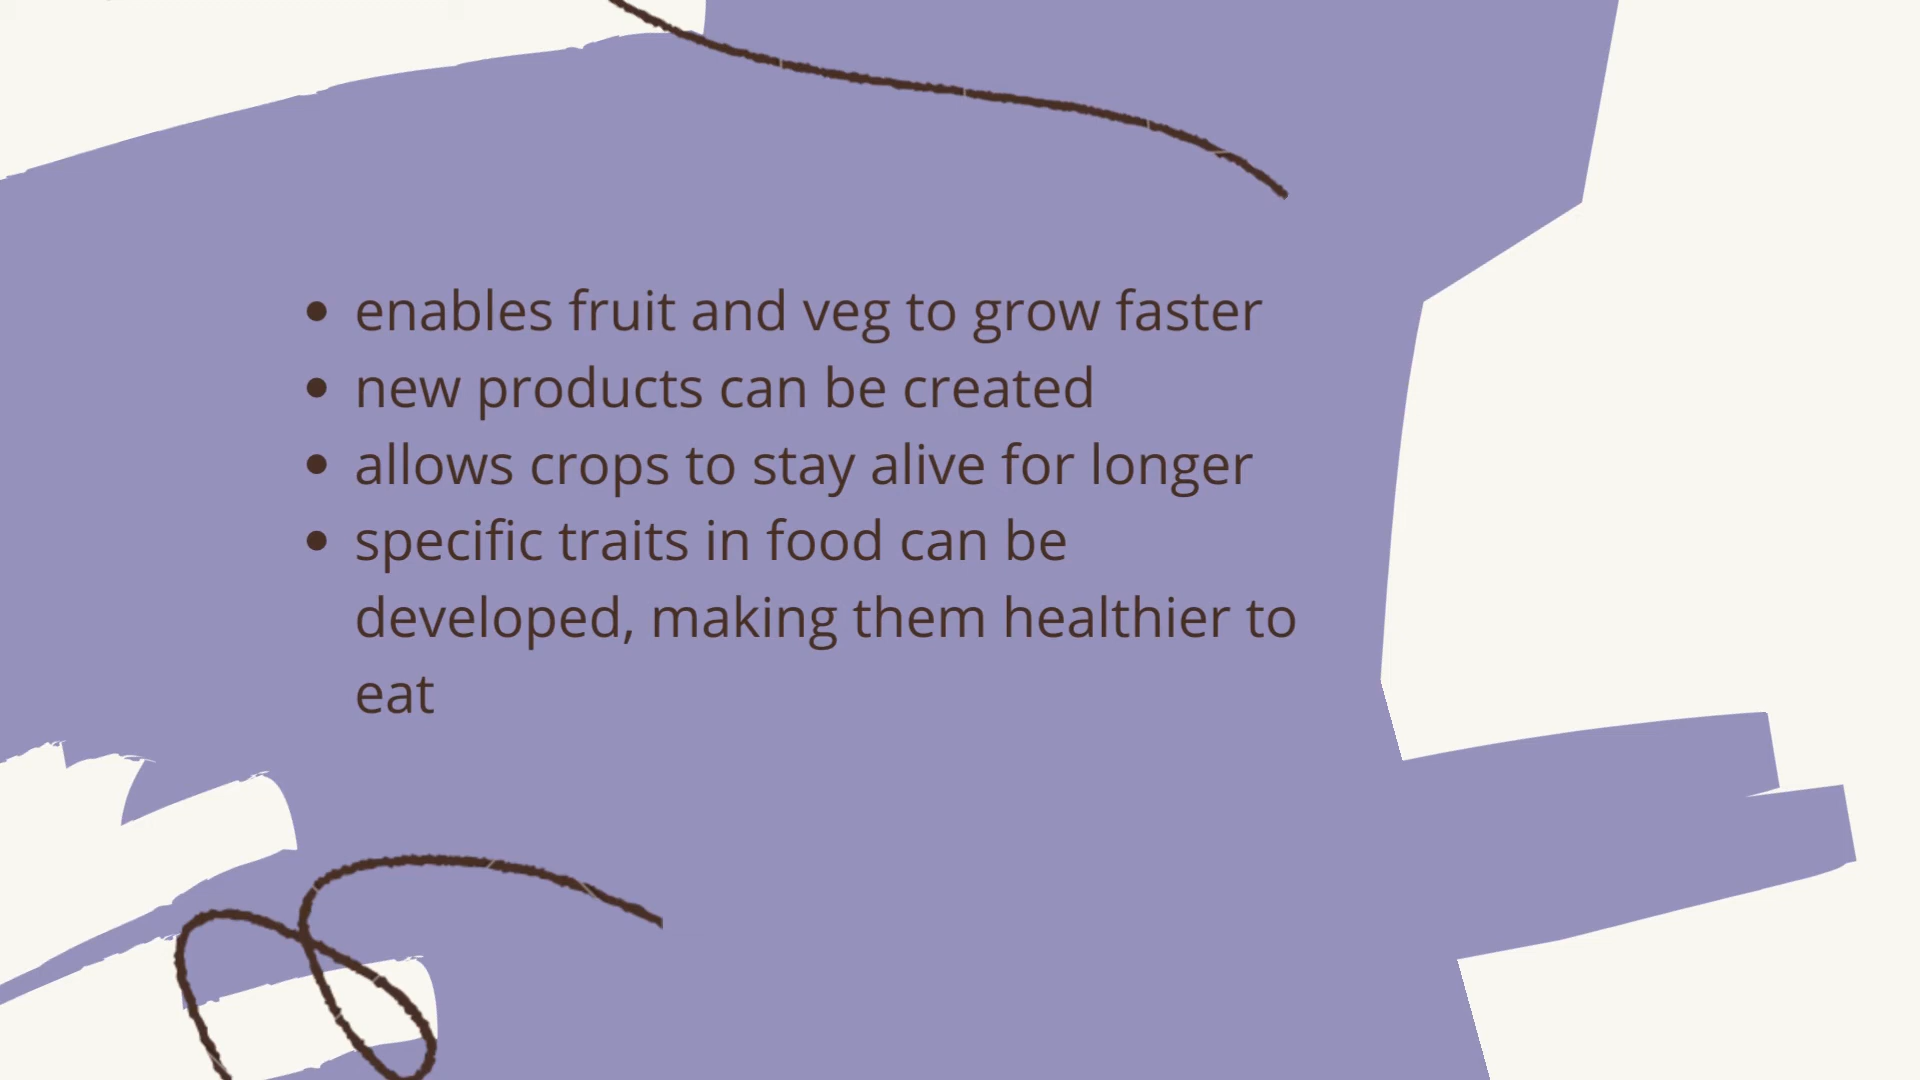 • enables fruit and veg to grow faster
• new products can be created
• allows crops to stay alive for longer
• specific traits in food can be
developed, making them healthier to
eat